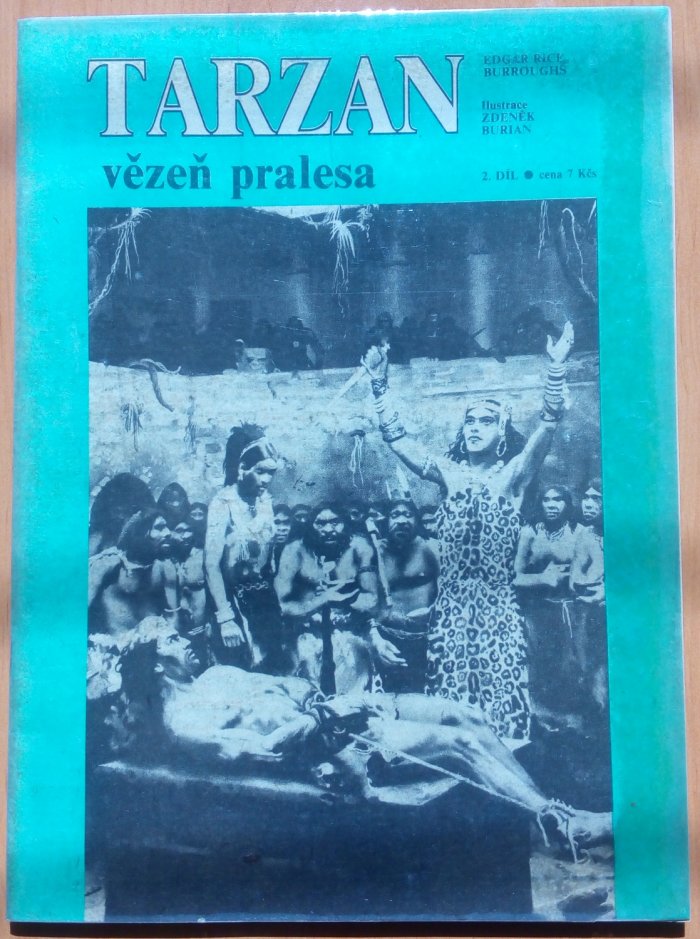 TARZAN
vězeň pralesa
EDGAR RICE
BURROUGHS
Ilustrace
ZDENĚK
BURIAN
2. DÍL ● cena 7 Kčs